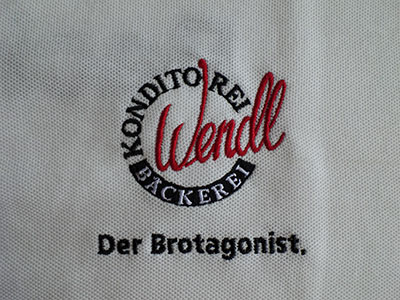 KONDITOREI
Wendl
BÄCKEREI
Der Brotagonist.